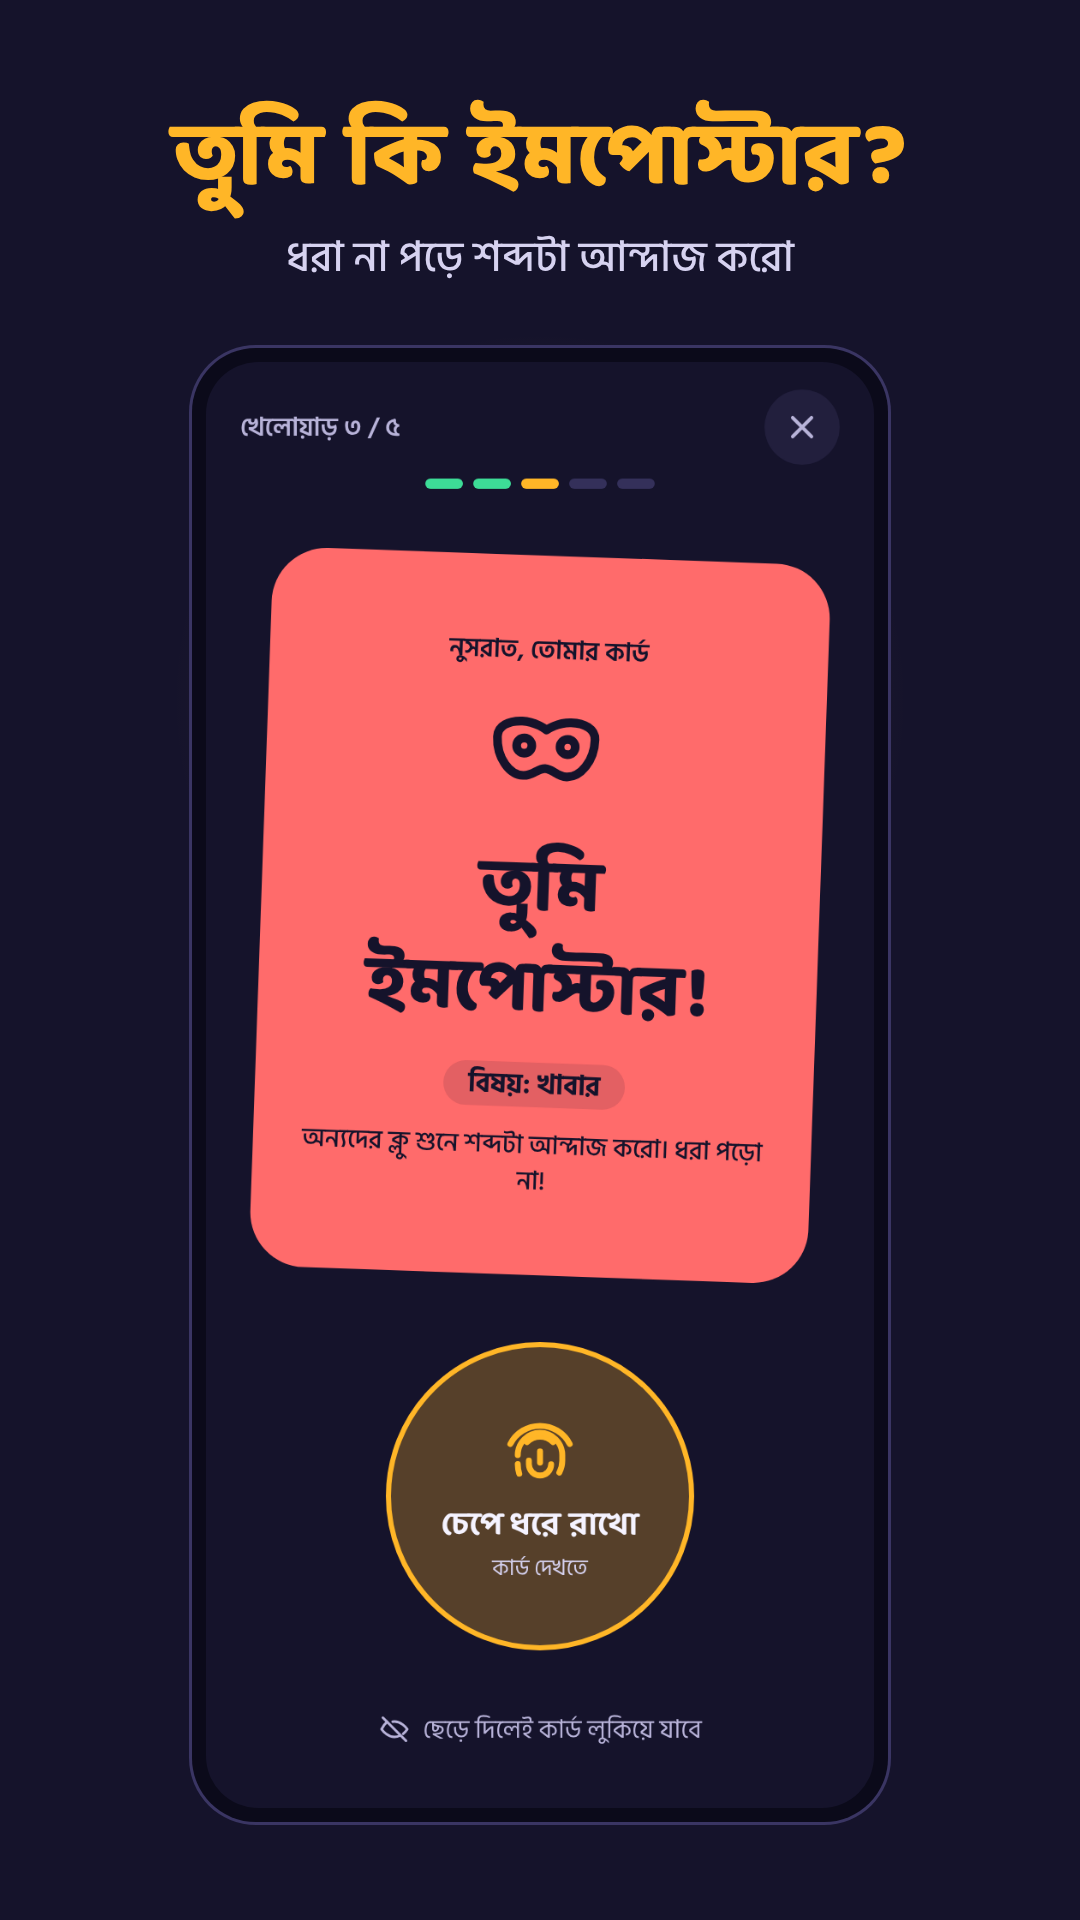 তুমি কি ইমপোস্টার?
ধরা না পড়ে শব্দটা আন্দাজ করো
খেলোয়াড় ৩ / ৫
নুসরাত, তোমার কার্ড
তুমি
ইমপোস্টার!
বিষয়: খাবার
অন্যদের ক্লু শুনে শব্দটা আন্দাজ করো। ধরা পড়ো
না!
চেপে ধরে রাখো
কার্ড দেখতে
ছেড়ে দিলেই কার্ড লুকিয়ে যাবে